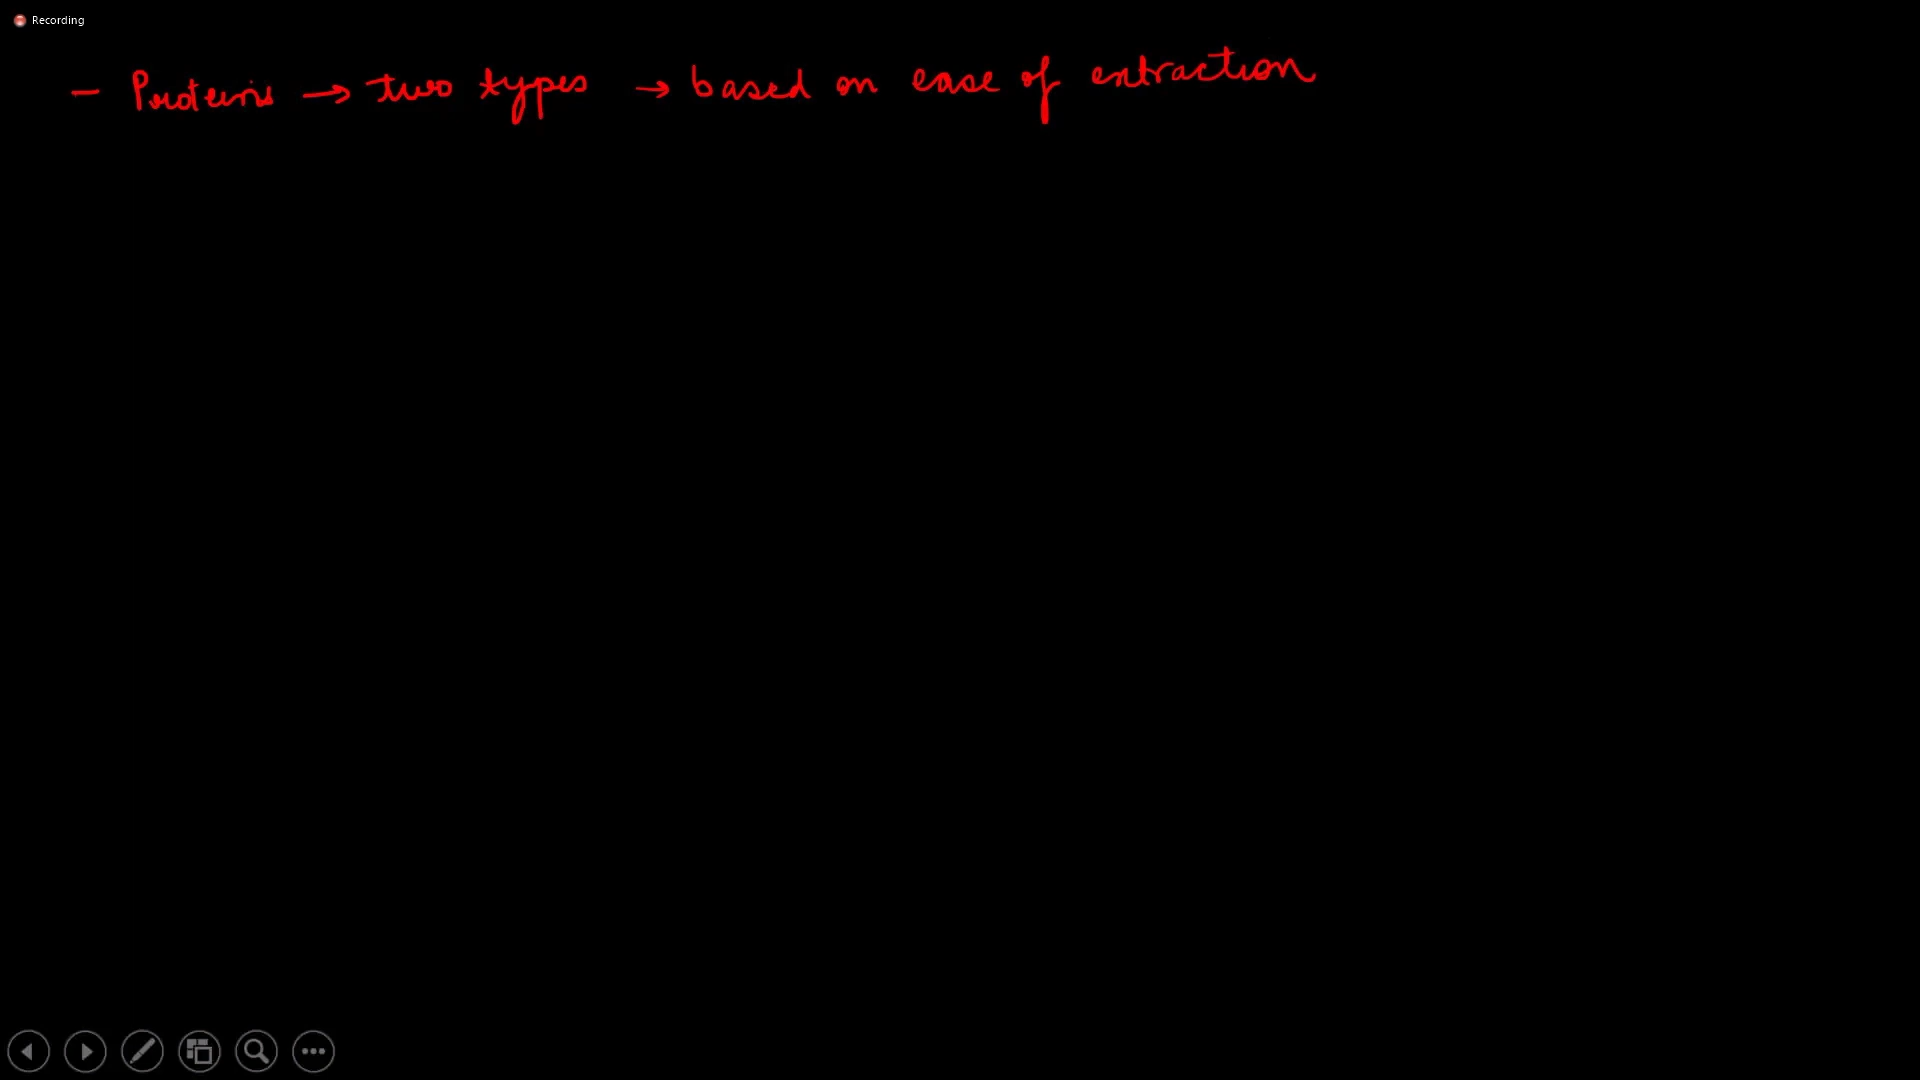 Recording
- Proteins → two types → based on ease of extraction